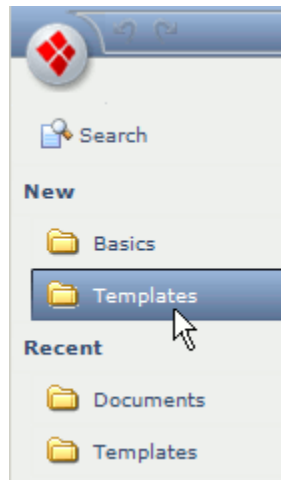 Search
New
Basics
Templates
Recent
Documents
Templates